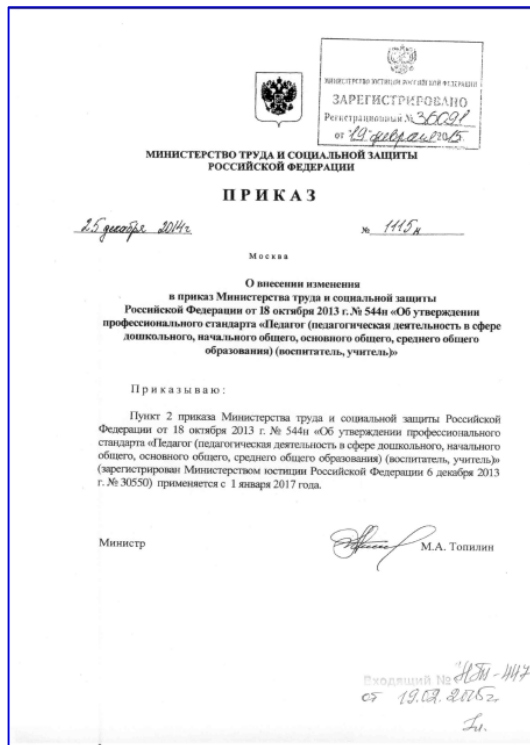 МИНИСТЕРСТВО ЮСТИЦИИ РОССИЙСКОЙ ФЕДЕРАЦИИ
ЗАРЕГИСТРИРОВАНО
Регистрационный № 36091
от 19 февраля 2015
МИНИСТЕРСТВО ТРУДА И СОЦИАЛЬНОЙ ЗАЩИТЫ
РОССИЙСКОЙ ФЕДЕРАЦИИ
ПРИКАЗ
25 декабря 2014г. № 1115н
Москва
О внесении изменения
в приказ Министерства труда и социальной защиты
Российской Федерации от 18 октября 2013 г. № 544н «Об утверждении
профессионального стандарта «Педагог (педагогическая деятельность в сфере
дошкольного, начального общего, основного общего, среднего общего
образования) (воспитатель, учитель)»
Приказываю:
Пункт 2 приказа Министерства труда и социальной защиты Российской
Федерации от 18 октября 2013 г. № 544н «Об утверждении профессионального
стандарта «Педагог (педагогическая деятельность в сфере дошкольного, начального
общего, основного общего, среднего общего образования) (воспитатель, учитель)»
(зарегистрирован Министерством юстиции Российской Федерации 6 декабря 2013
г. № 30550) применяется с 1 января 2017 года.
Министр М.А. Топилин
Входящий №
от 19.02.2015г.